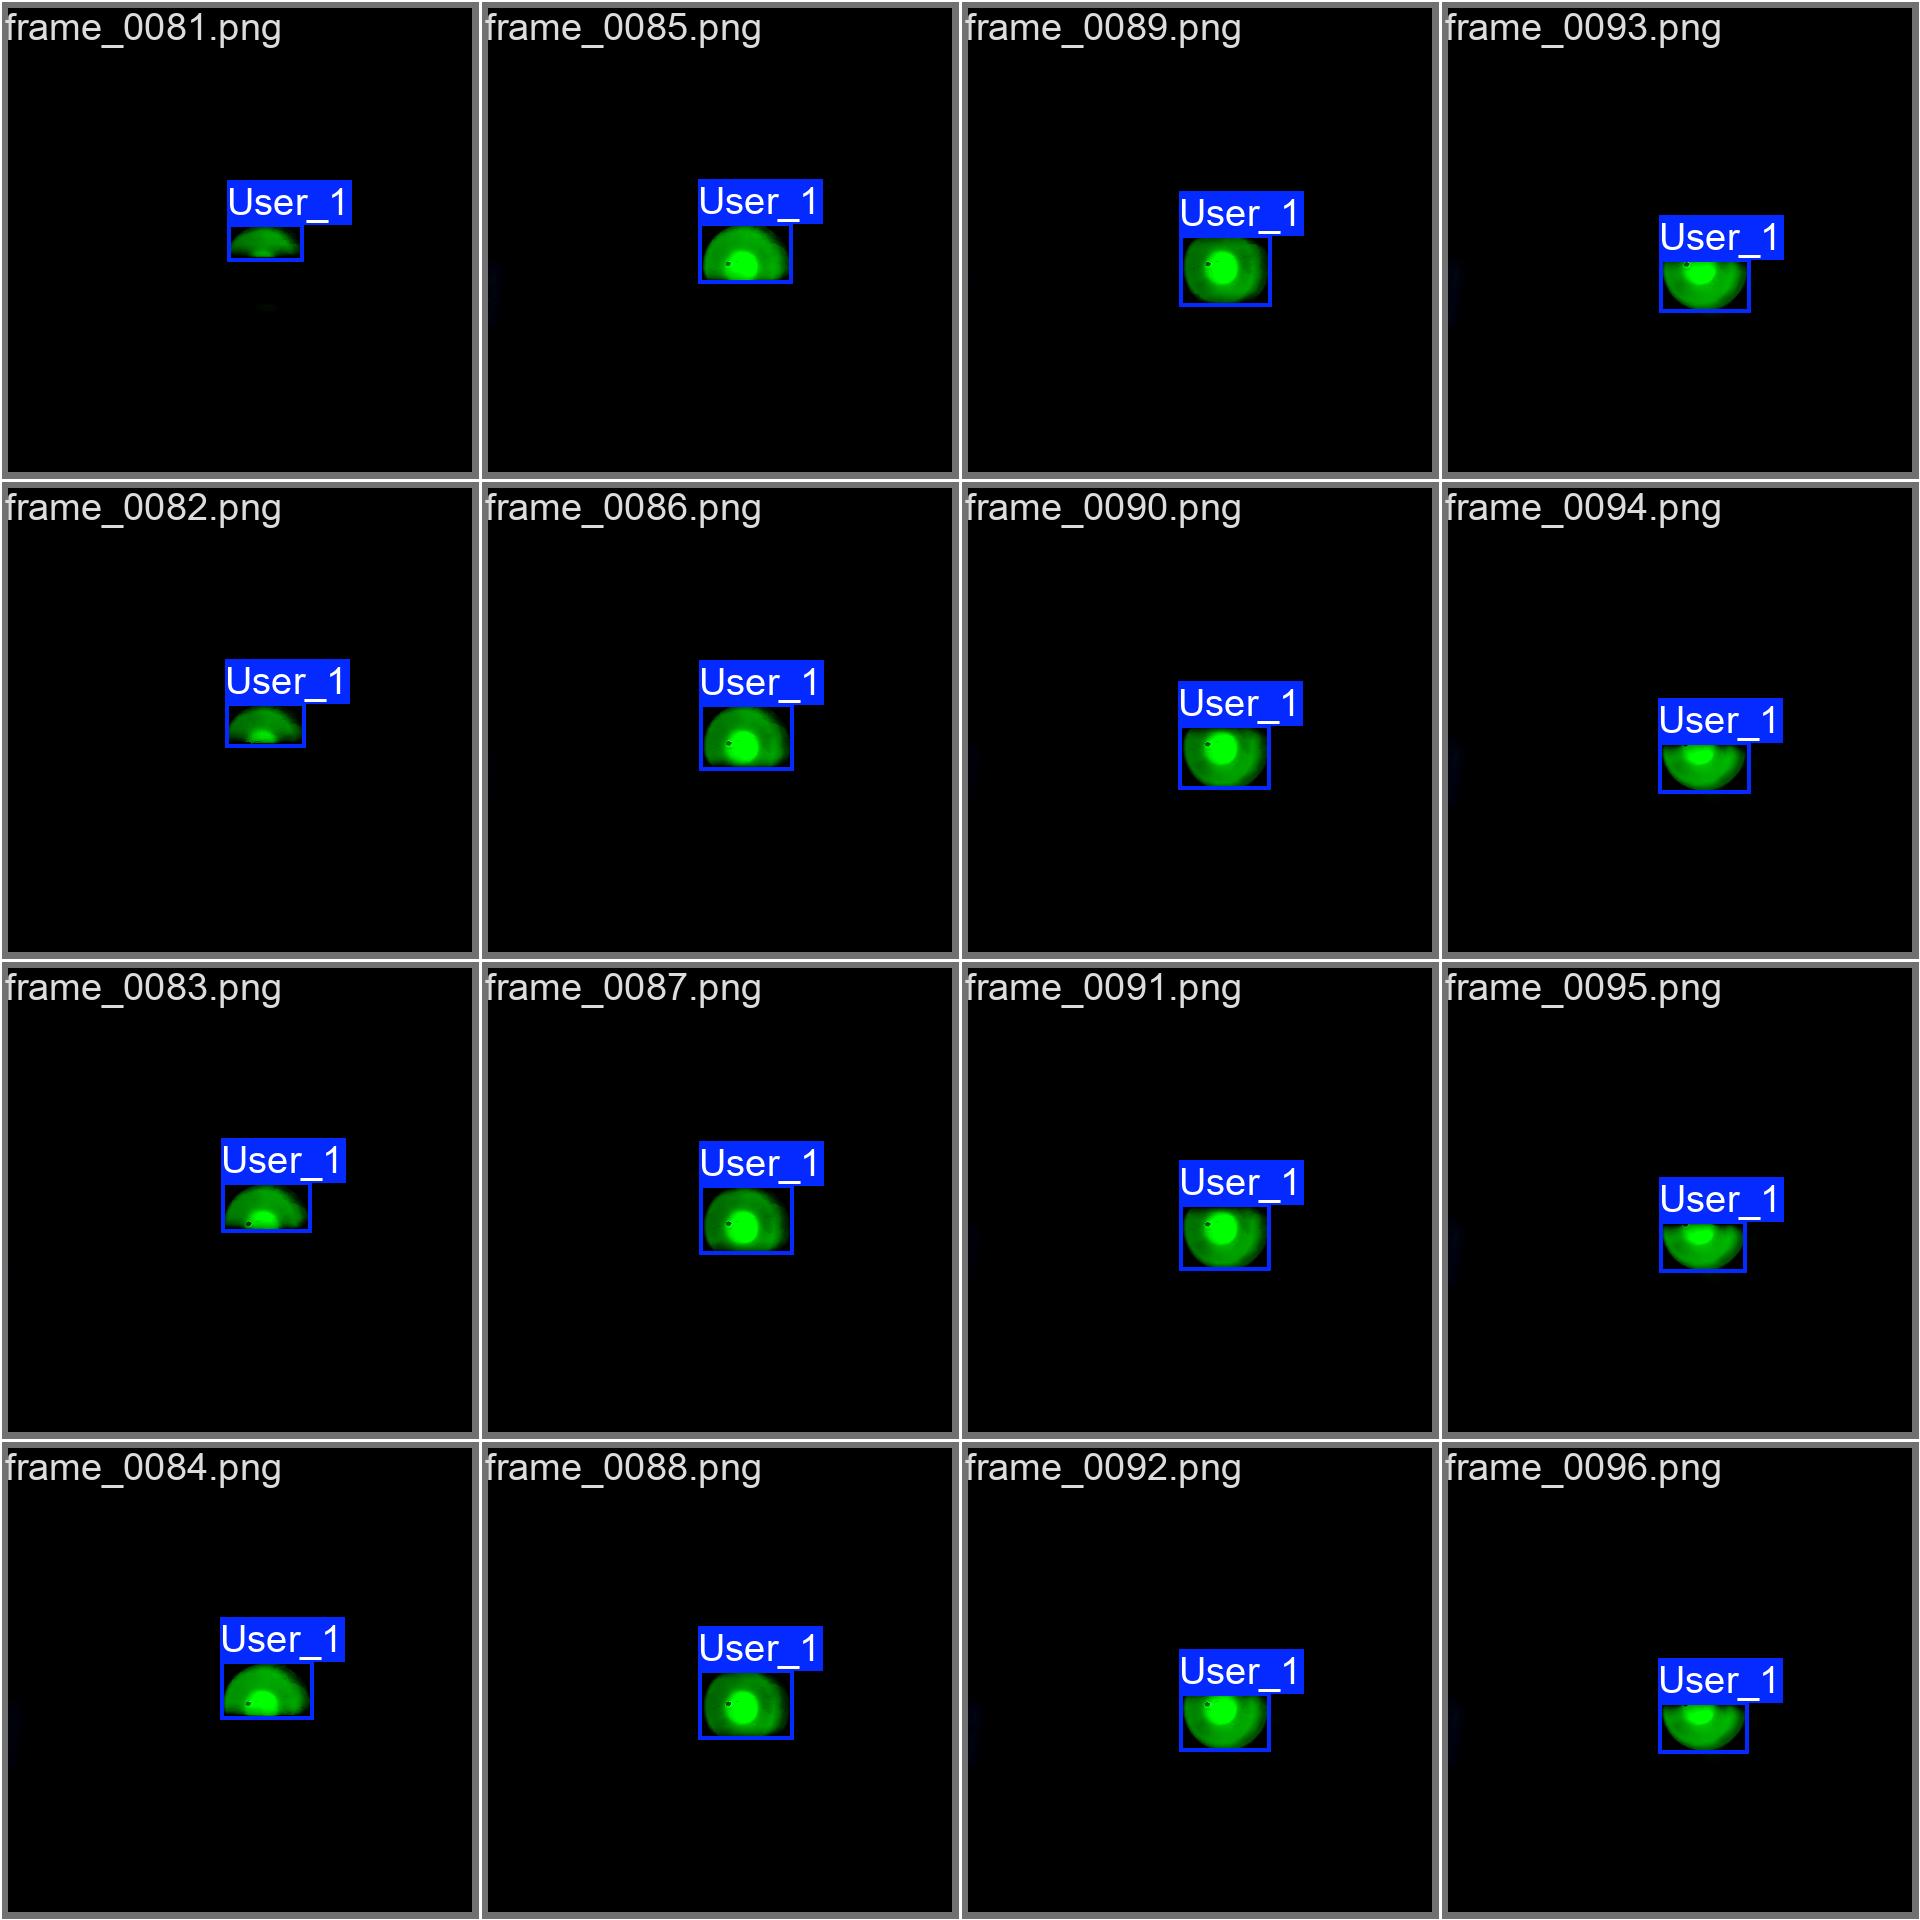 frame_0081.png
User_1
frame_0085.png
User_1
frame_0089.png
User_1
frame_0093.png
User_1
frame_0082.png
User_1
frame_0086.png
User_1
frame_0090.png
User_1
frame_0094.png
User_1
frame_0083.png
User_1
frame_0087.png
User_1
frame_0091.png
User_1
frame_0095.png
User_1
frame_0084.png
User_1
frame_0088.png
User_1
frame_0092.png
User_1
frame_0096.png
User_1